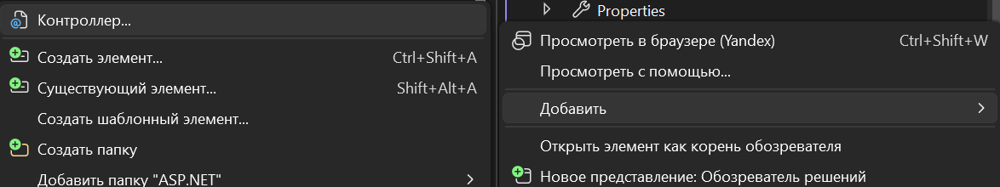 Контроллер...
Создать элемент... Ctrl+Shift+A
Существующий элемент... Shift+Alt+A
Создать шаблонный элемент...
Создать папку
Добавить папку "ASP.NET"
Properties
Просмотреть в браузере (Yandex) Ctrl+Shift+W
Просмотреть с помощью...
Добавить
Открыть элемент как корень обозревателя
Новое представление: Обозреватель решений